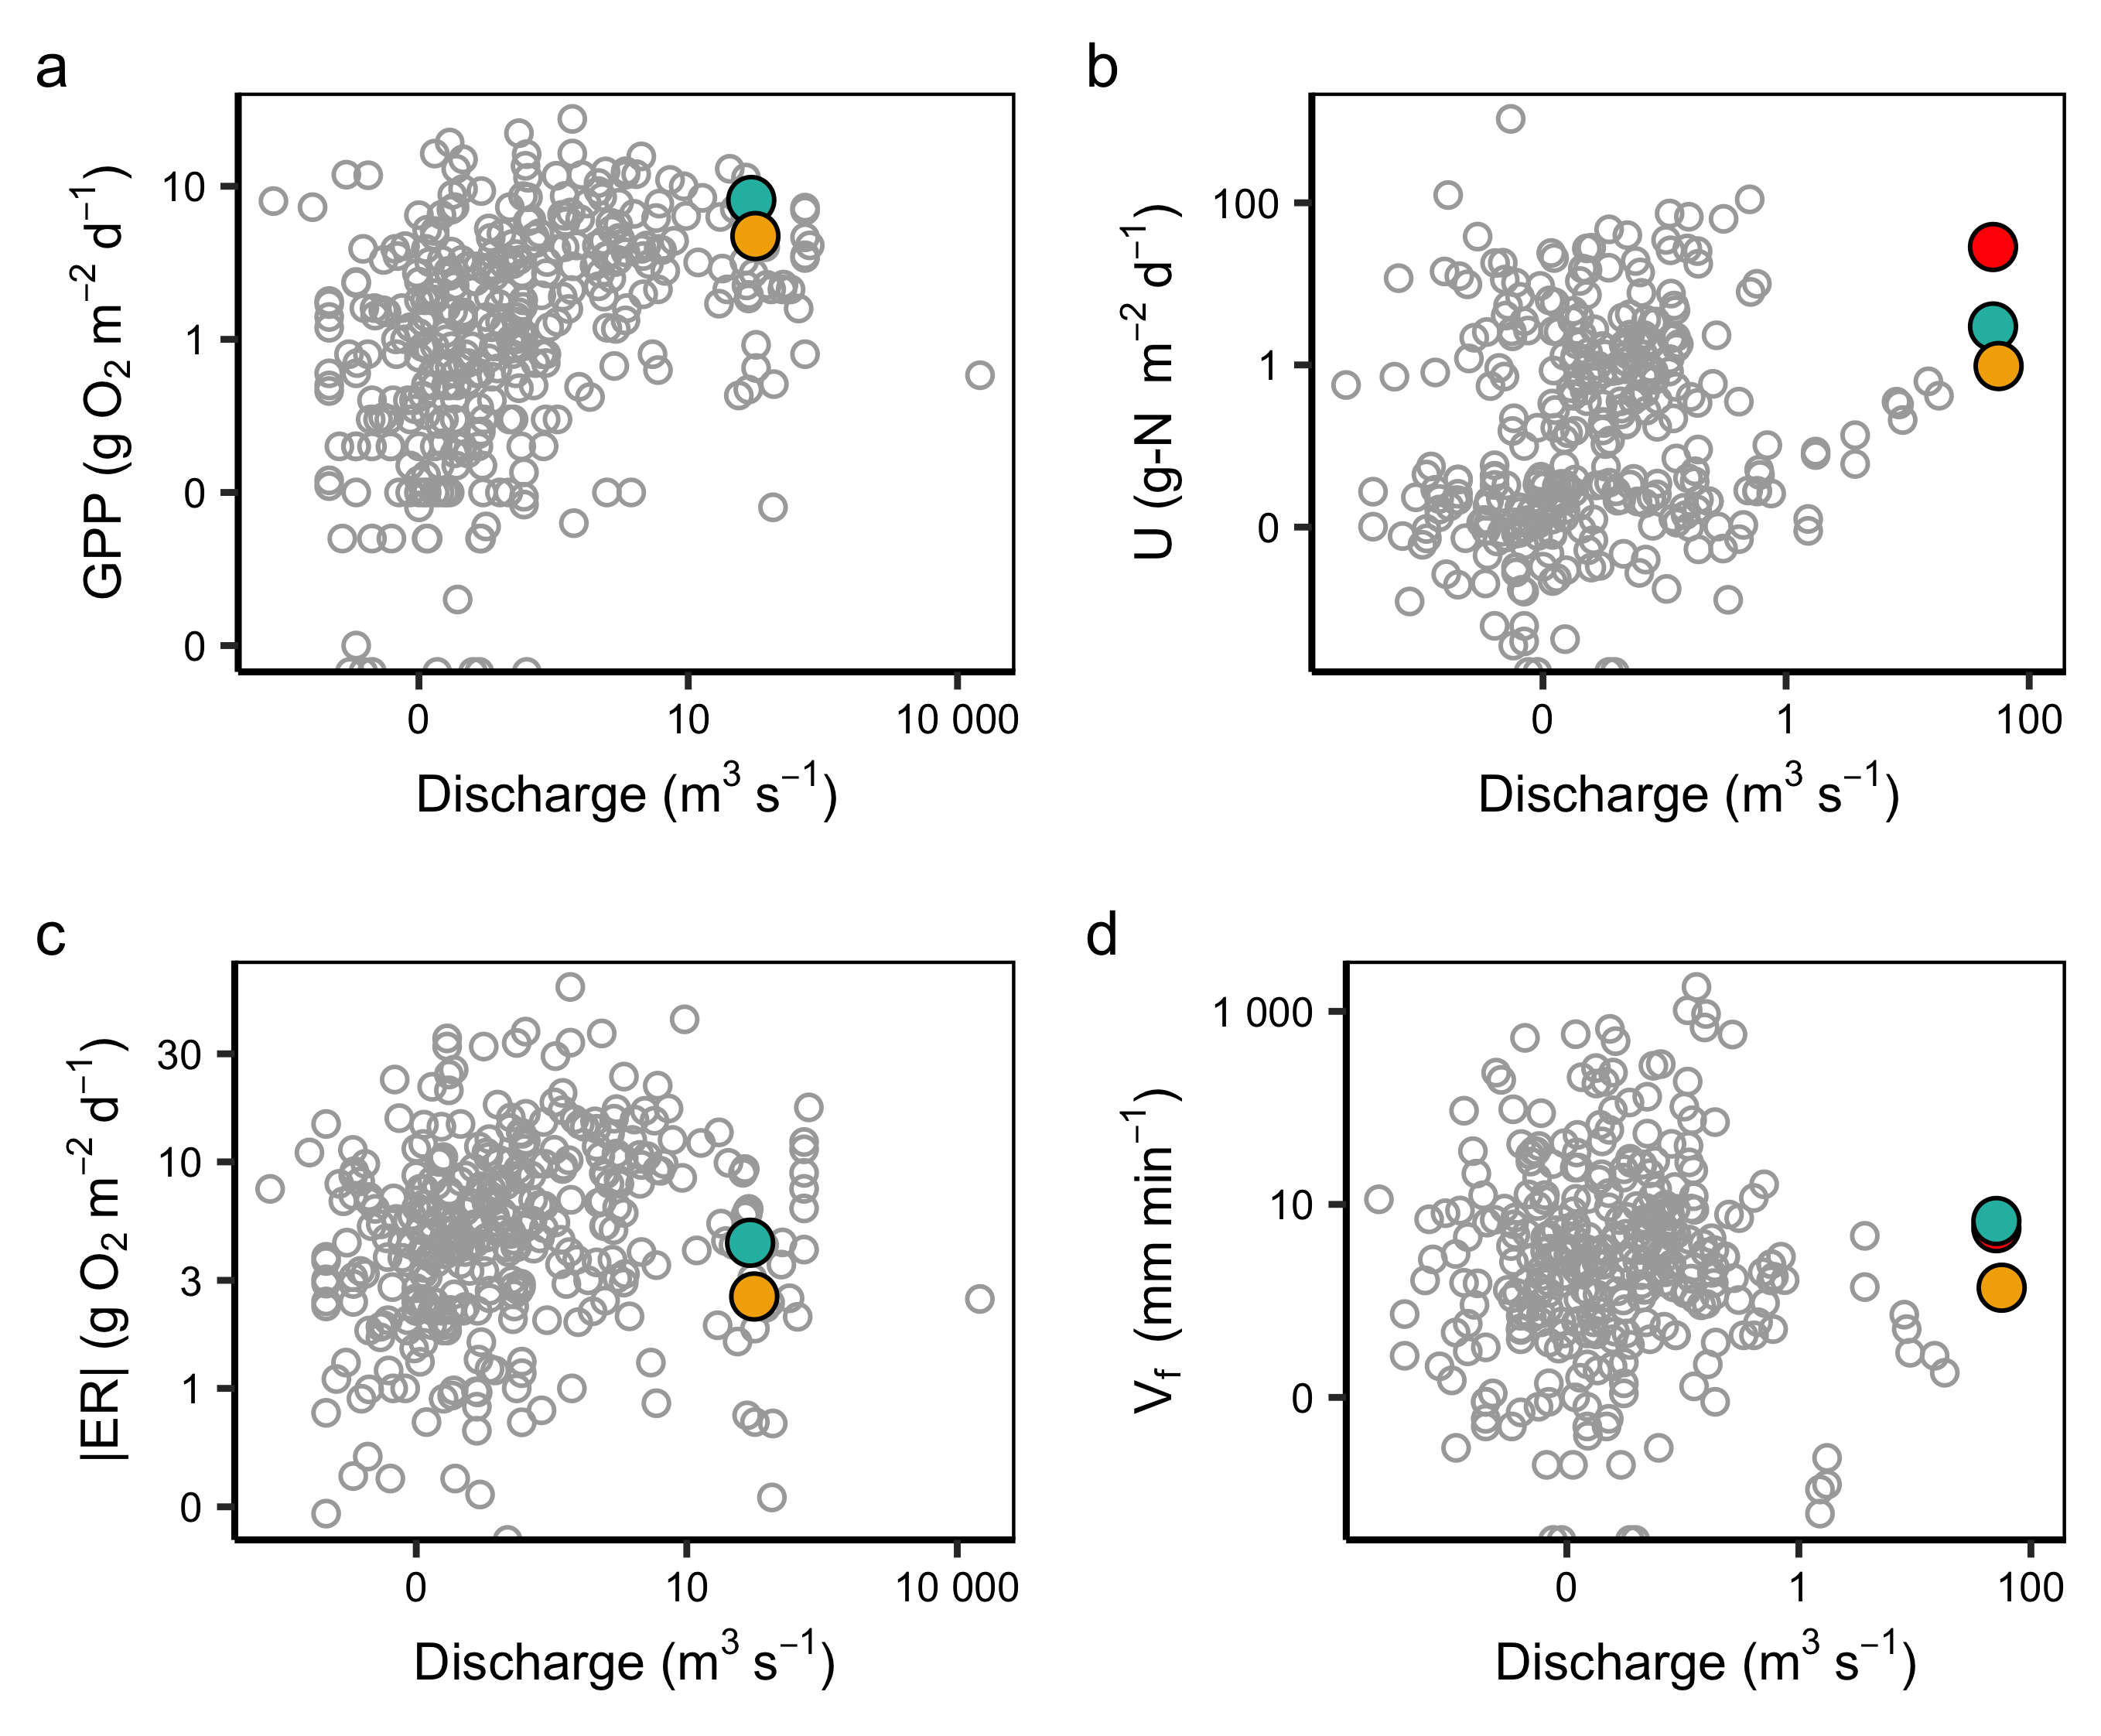 a
GPP (g O₂ m⁻² d⁻¹)
10
1
0
0
0
10
10 000
Discharge (m³ s⁻¹)
b
U (g-N m⁻² d⁻¹)
100
1
0
0
1
100
Discharge (m³ s⁻¹)
c
|ER| (g O₂ m⁻² d⁻¹)
30
10
3
1
0
0
10
10 000
Discharge (m³ s⁻¹)
d
V_f (mm min⁻¹)
1 000
10
0
0
1
100
Discharge (m³ s⁻¹)